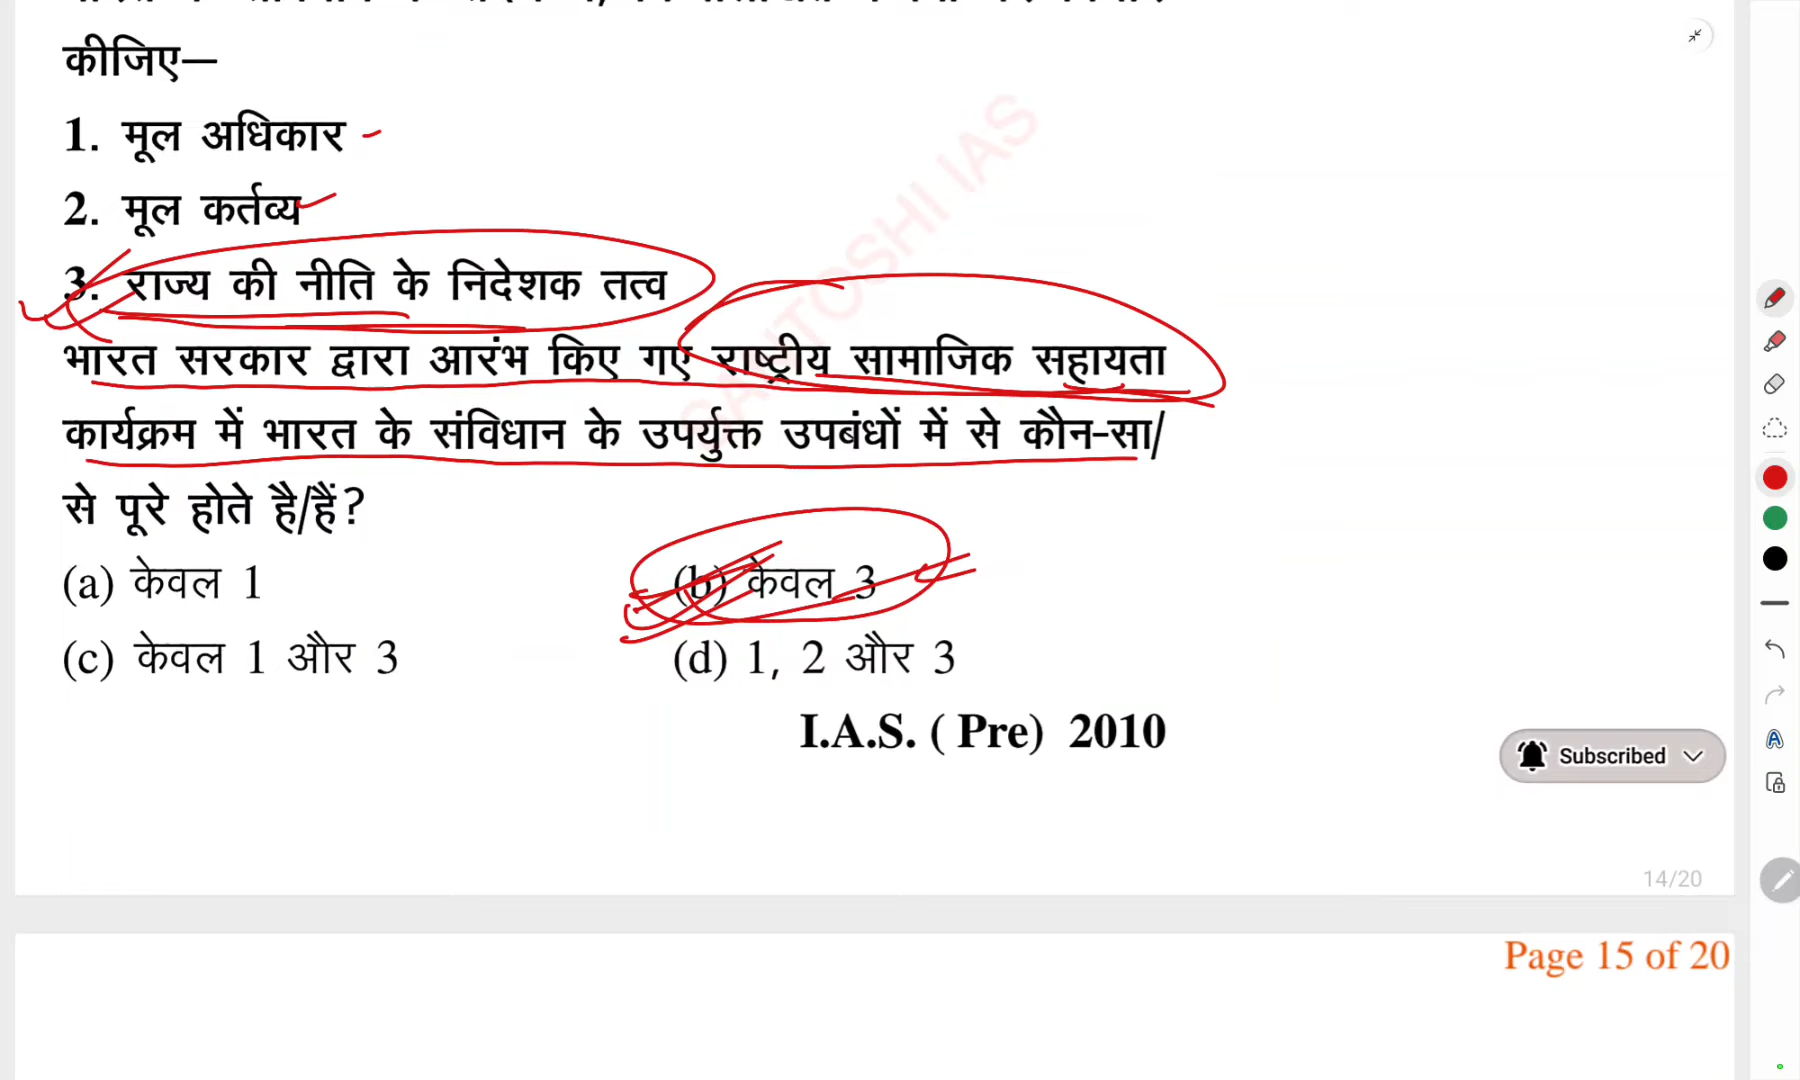 कीजिए—
1. मूल अधिकार
2. मूल कर्तव्य
3. राज्य की नीति के निदेशक तत्व
भारत सरकार द्वारा आरंभ किए गए राष्ट्रीय सामाजिक सहायता
कार्यक्रम में भारत के संविधान के उपर्युक्त उपबंधों में से कौन-सा/
से पूरे होते है/हैं?
(a) केवल 1 (b) केवल 3
(c) केवल 1 और 3 (d) 1, 2 और 3
I.A.S. ( Pre) 2010
SANTOSHI IAS
Subscribed
14/20
Page 15 of 20